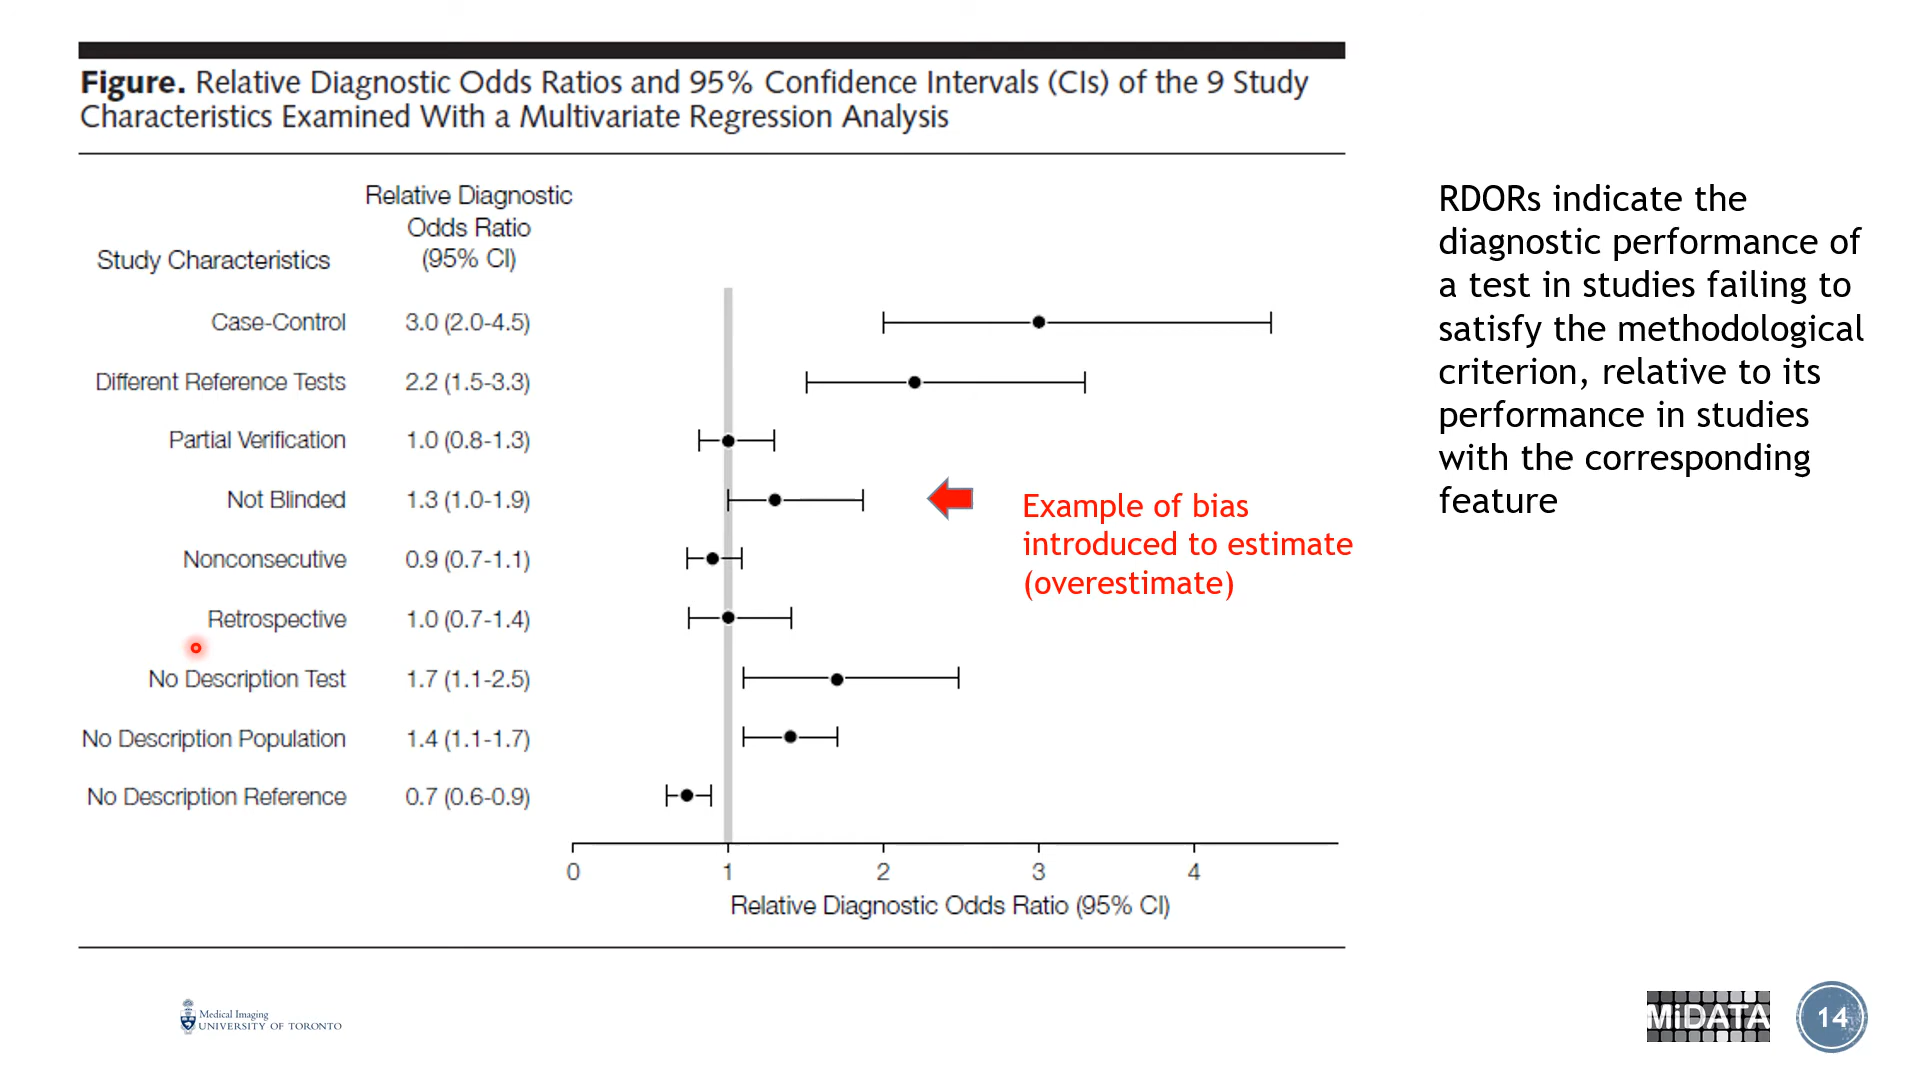 Figure. Relative Diagnostic Odds Ratios and 95% Confidence Intervals (CIs) of the 9 Study
Characteristics Examined With a Multivariate Regression Analysis
Relative Diagnostic
Odds Ratio
Study Characteristics (95% CI)
Case-Control 3.0 (2.0-4.5)
Different Reference Tests 2.2 (1.5-3.3)
Partial Verification 1.0 (0.8-1.3)
Not Blinded 1.3 (1.0-1.9)
Nonconsecutive 0.9 (0.7-1.1)
Retrospective 1.0 (0.7-1.4)
No Description Test 1.7 (1.1-2.5)
No Description Population 1.4 (1.1-1.7)
No Description Reference 0.7 (0.6-0.9)
0 1 2 3 4
Relative Diagnostic Odds Ratio (95% CI)
Example of bias
introduced to estimate
(overestimate)
RDORs indicate the
diagnostic performance of
a test in studies failing to
satisfy the methodological
criterion, relative to its
performance in studies
with the corresponding
feature
Medical Imaging
UNIVERSITY OF TORONTO
MiDATA
14